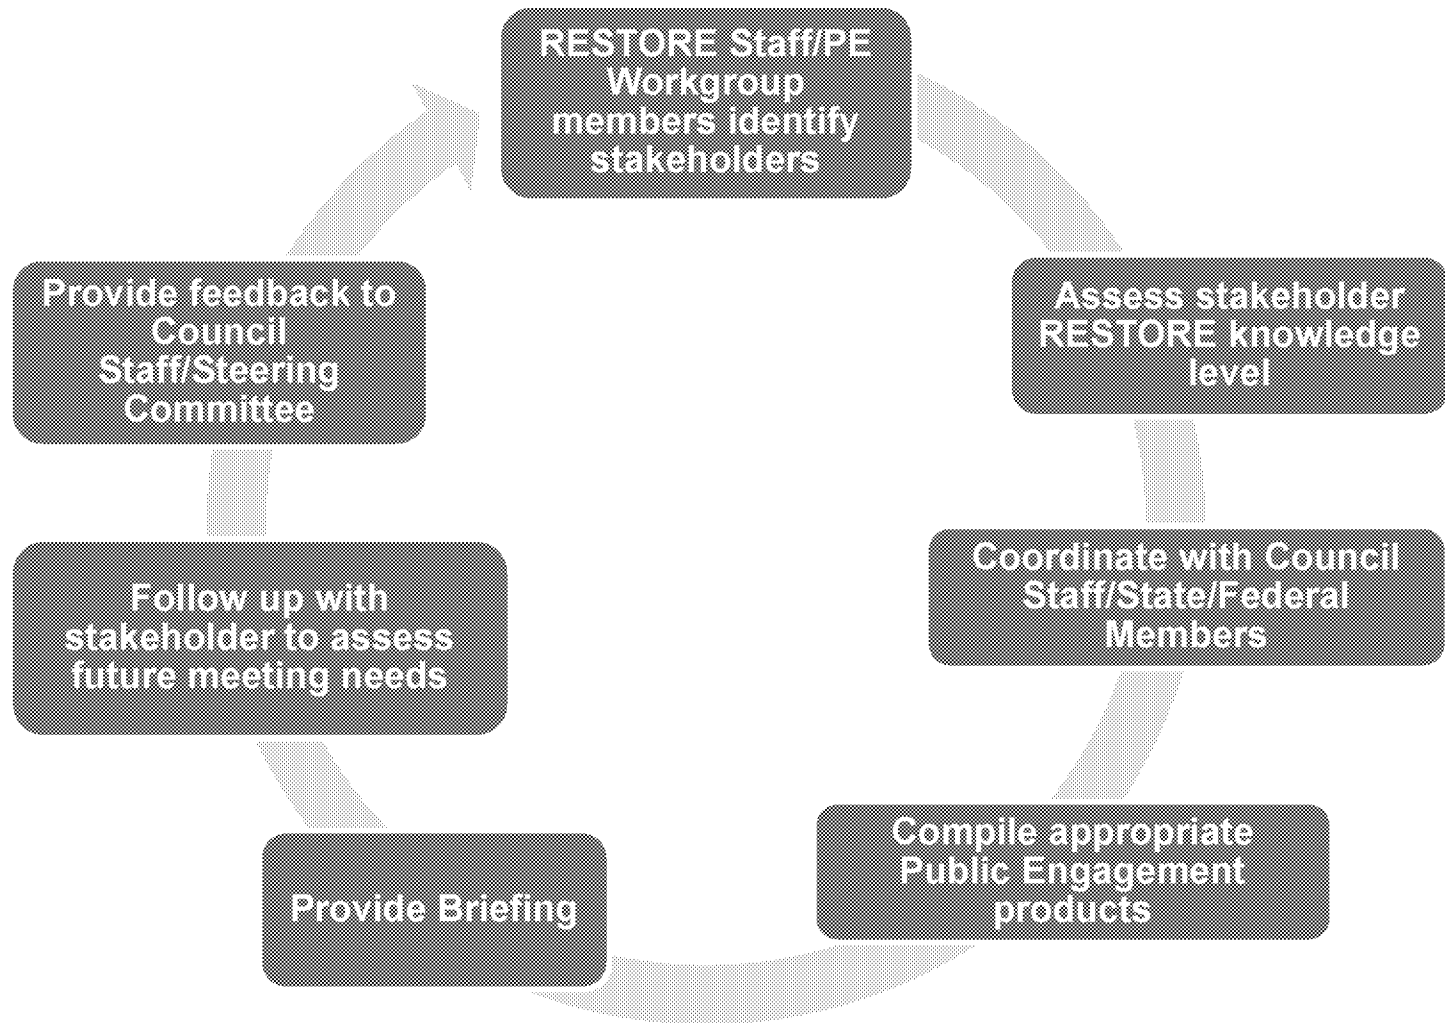 RESTORE Staff/PE
Workgroup
members identify
stakeholders
Assess stakeholder
RESTORE knowledge
level
Coordinate with Council
Staff/State/Federal
Members
Compile appropriate
Public Engagement
products
Provide Briefing
Follow up with
stakeholder to assess
future meeting needs
Provide feedback to
Council
Staff/Steering
Committee